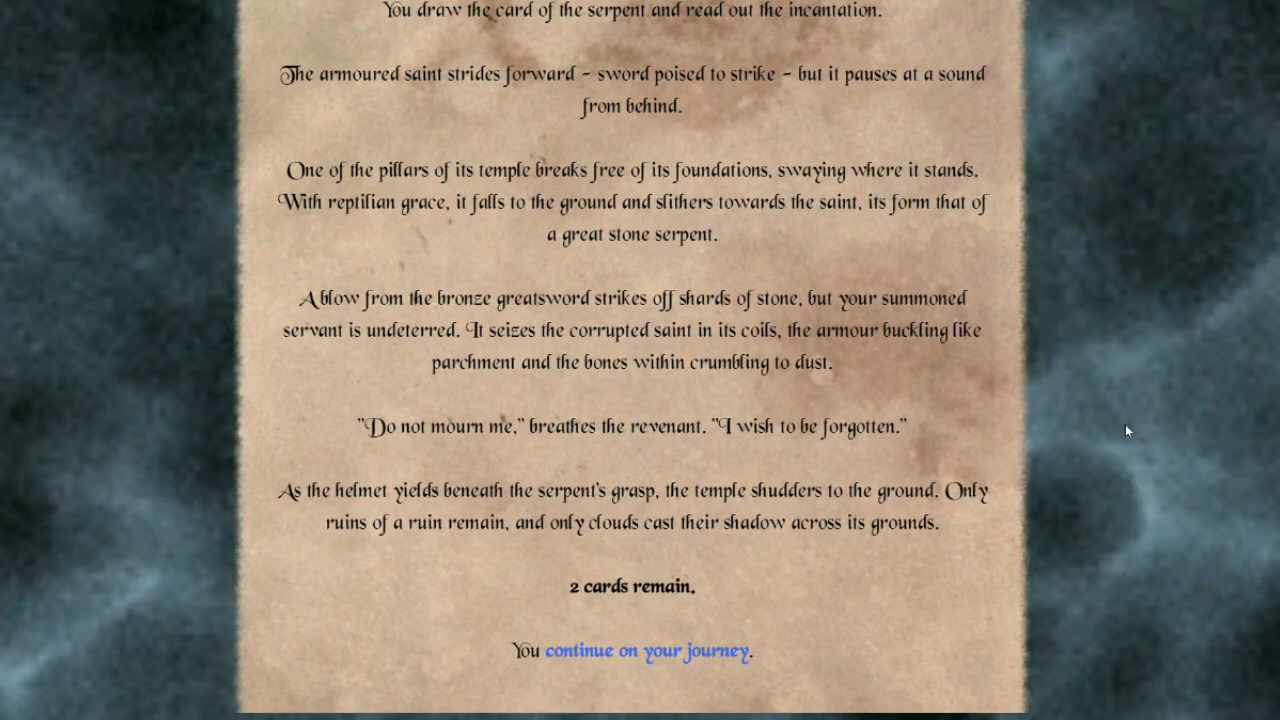 You draw the card of the serpent and read out the incantation.
The armoured saint strides forward - sword poised to strike - but it pauses at a sound
from behind.
One of the pillars of its temple breaks free of its foundations, swaying where it stands.
With reptilian grace, it falls to the ground and slithers towards the saint, its form that of
a great stone serpent.
A blow from the bronze greatsword strikes off shards of stone, but your summoned
servant is undeterred. It seizes the corrupted saint in its coils, the armour buckling like
parchment and the bones within crumbling to dust.
"Do not mourn me," breathes the revenant. "I wish to be forgotten."
As the helmet yields beneath the serpent's grasp, the temple shudders to the ground. Only
ruins of a ruin remain, and only clouds cast their shadow across its grounds.
2 cards remain.
You continue on your journey.